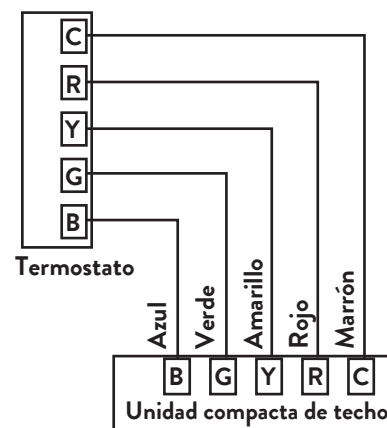 C
R
Y
G
B
Termostato
Azul
Verde
Amarillo
Rojo
Marrón
B G Y R C
Unidad compacta de techo